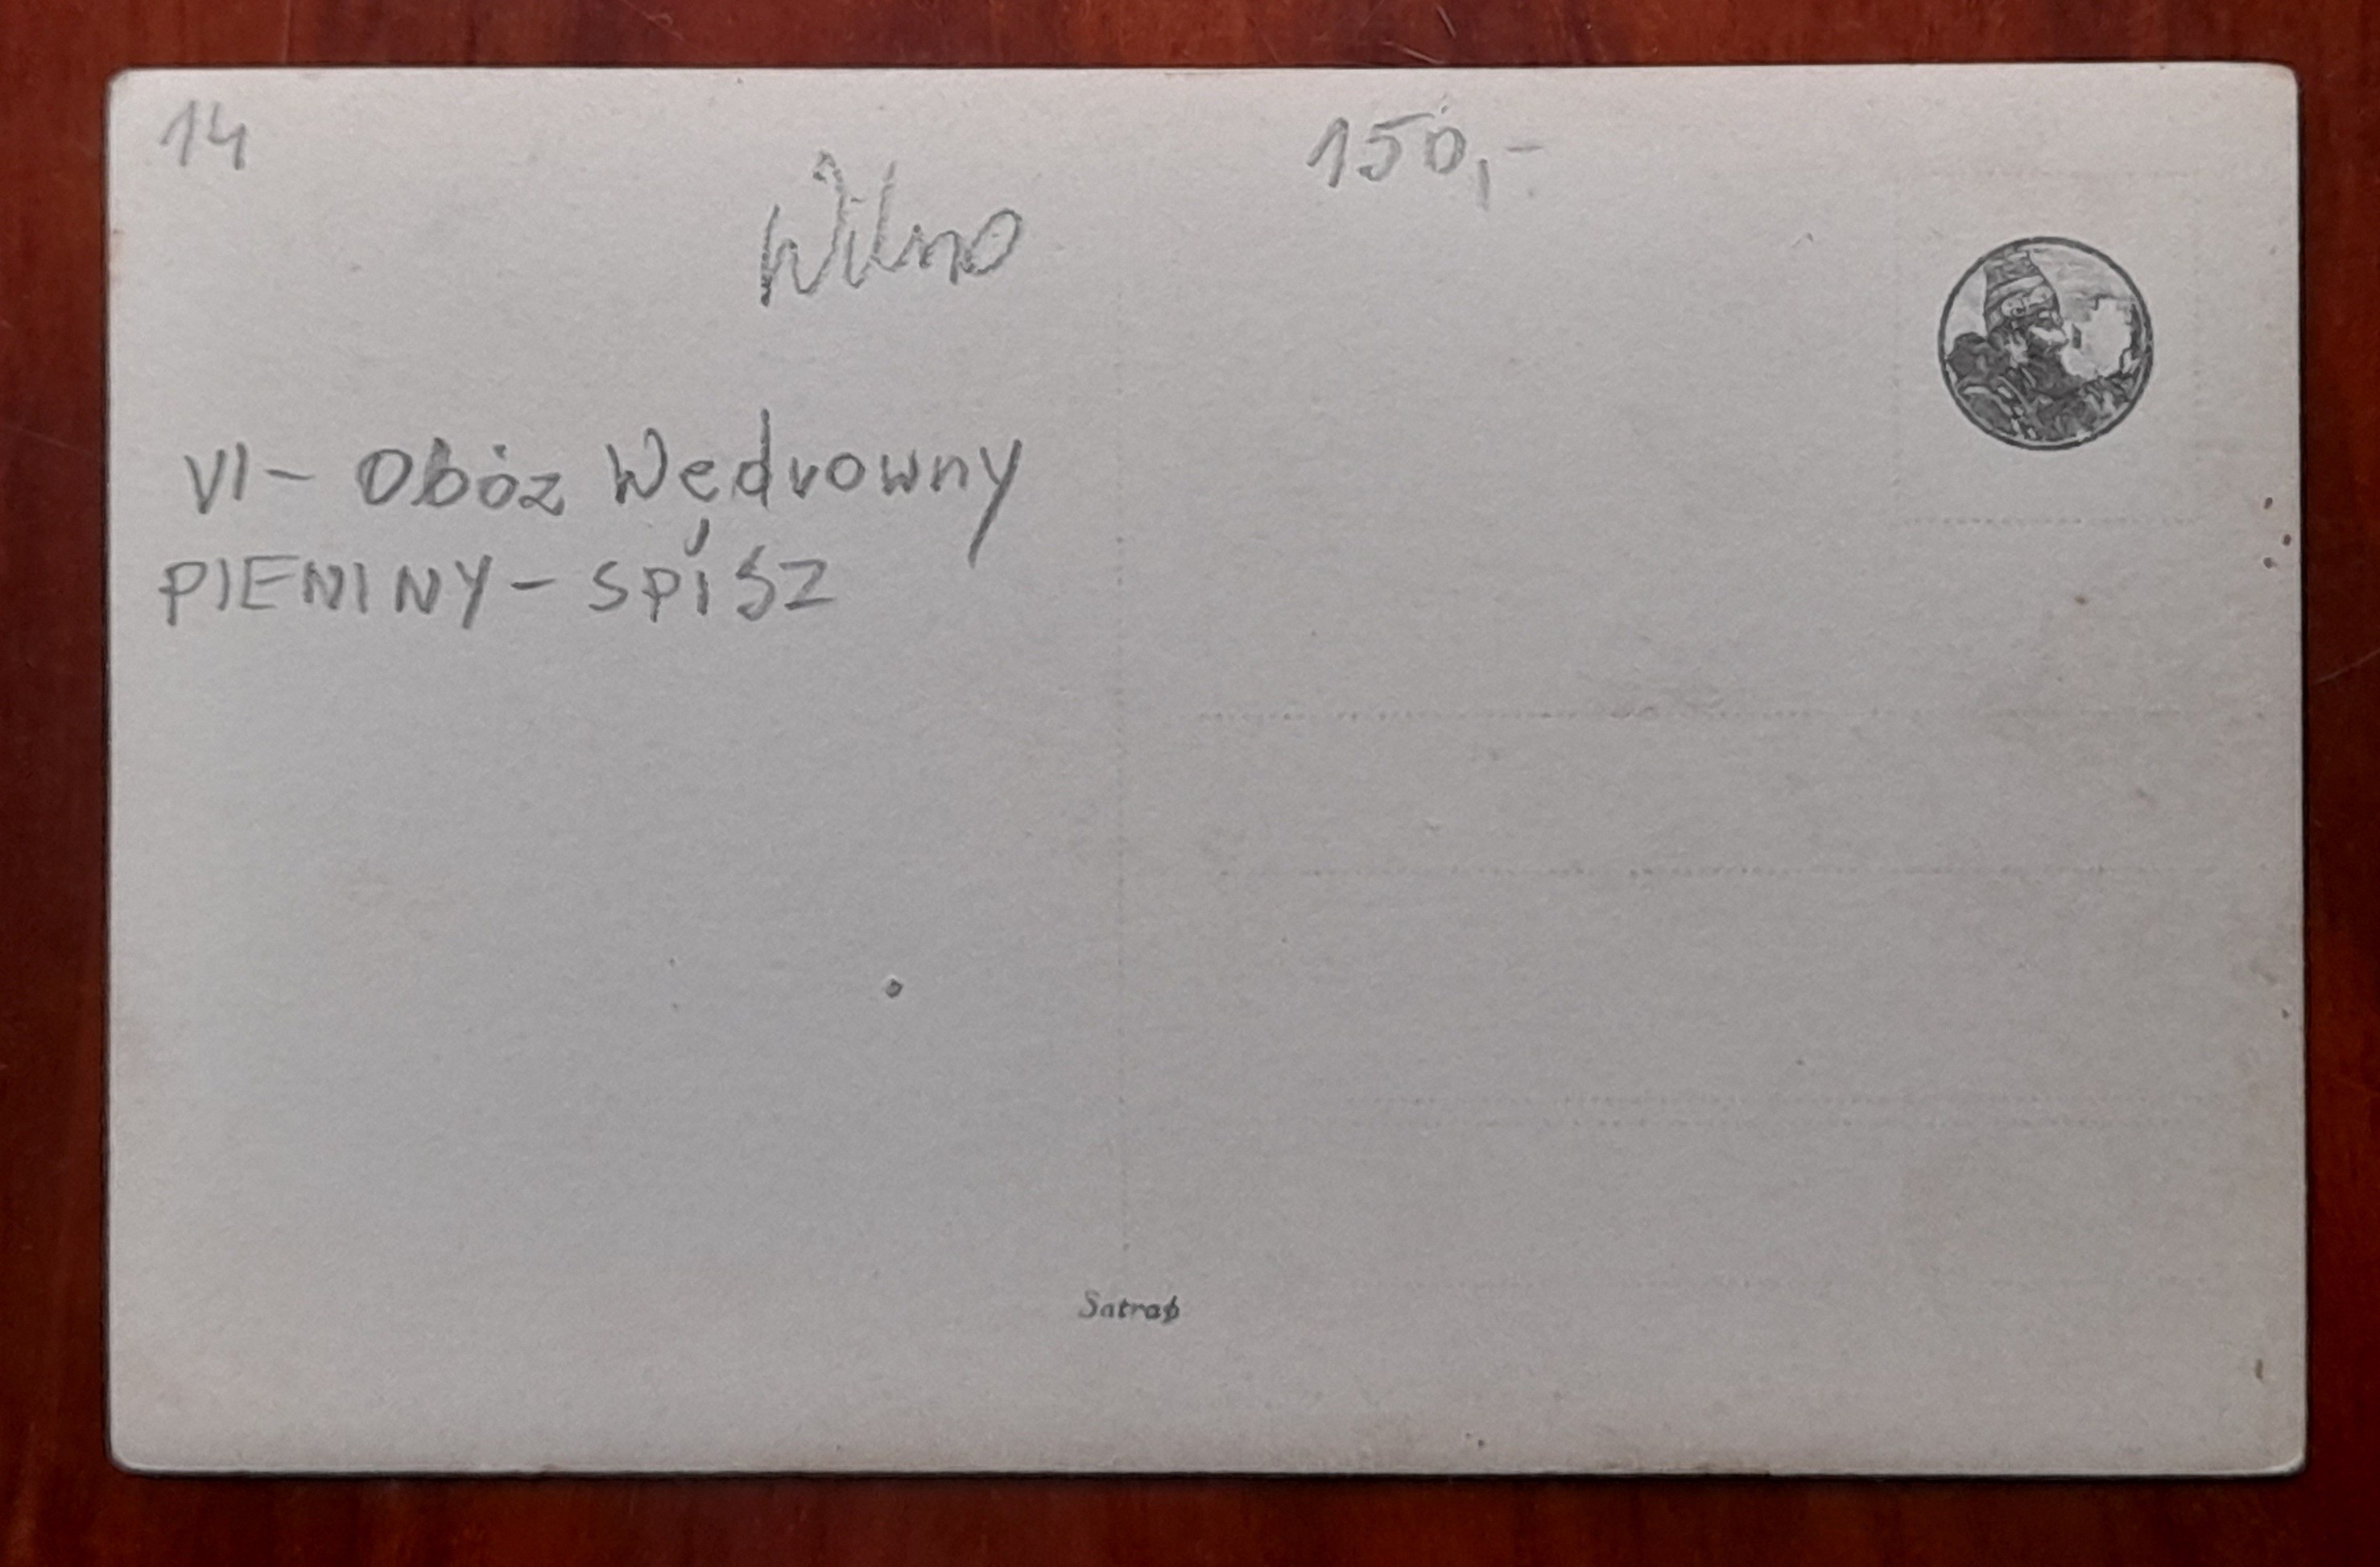 14
150,-
Wilno
VI - Obóz Wędrowny
PIENINY - SPISZ
Satrap